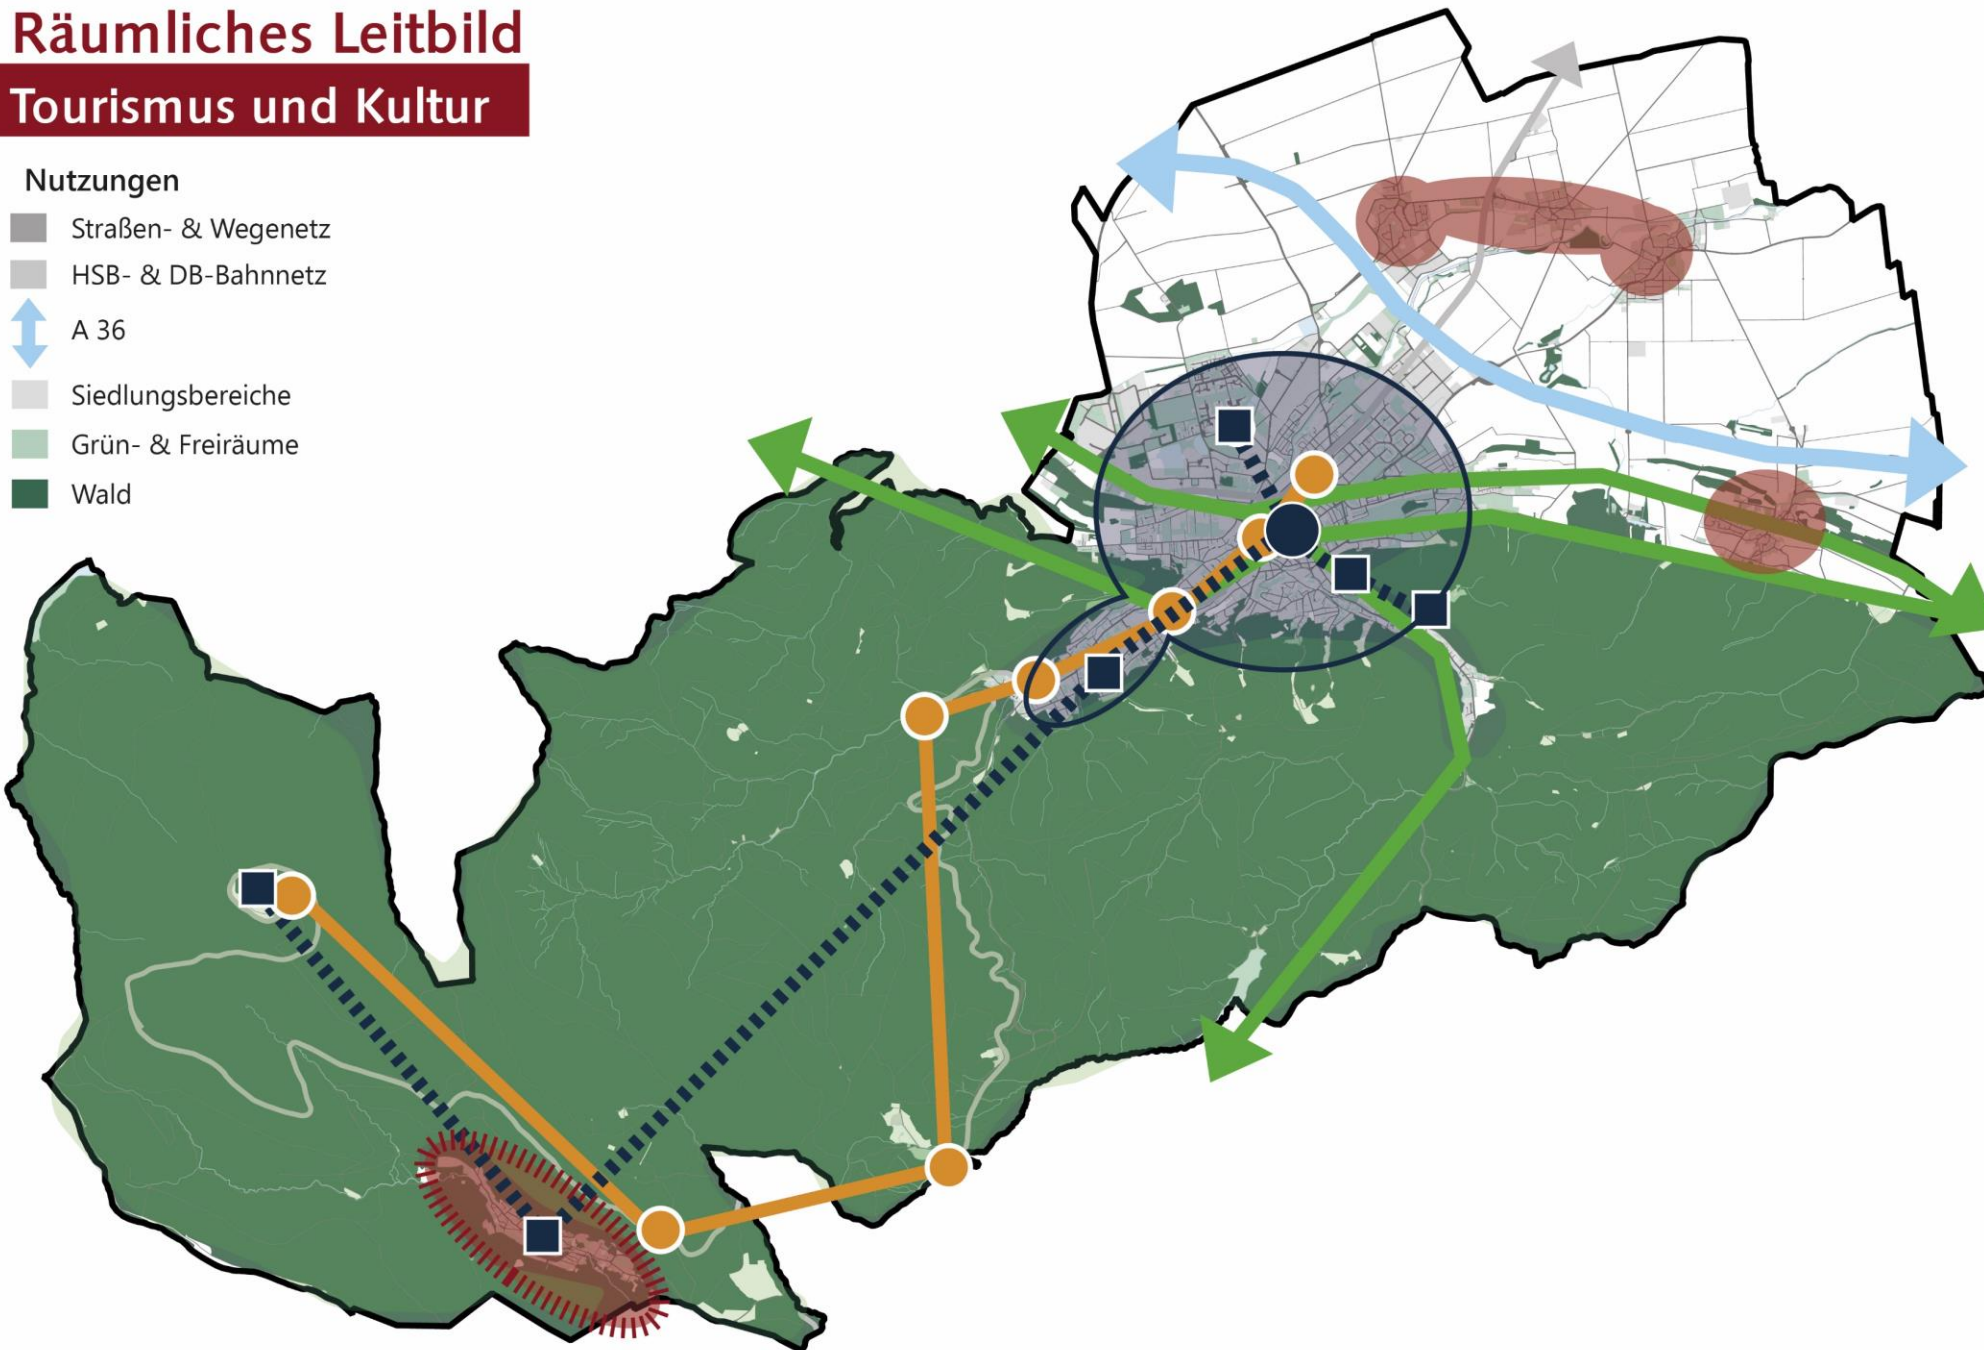 Räumliches Leitbild
Tourismus und Kultur
Nutzungen
Straßen- & Wegenetz
HSB- & DB-Bahnnetz
A 36
Siedlungsbereiche
Grün- & Freiräume
Wald